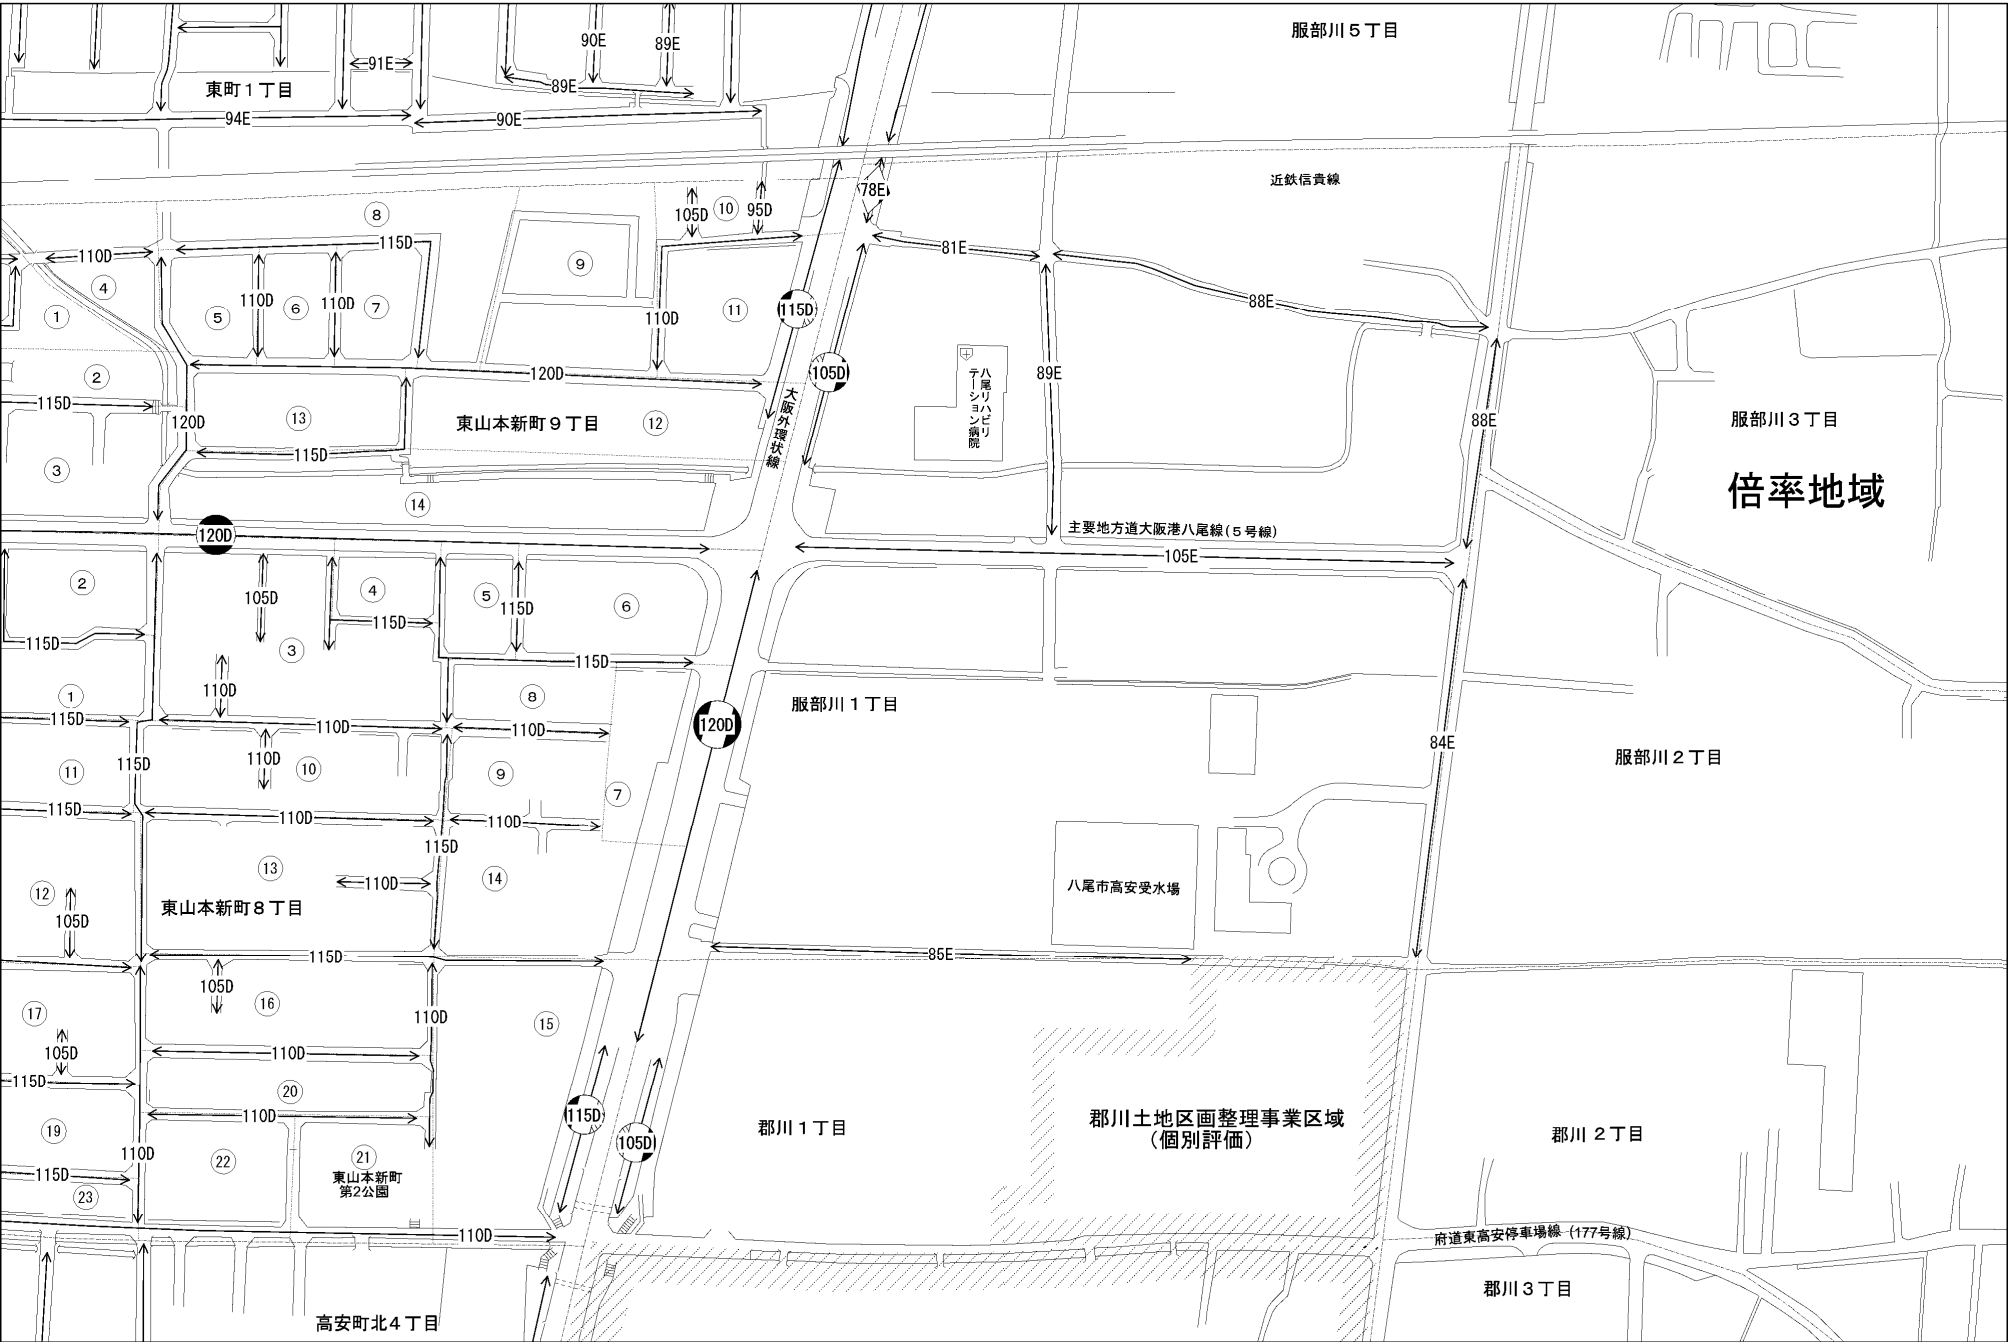 服部川５丁目
90E
89E
91E
89E
東町１丁目
94E
90E
近鉄信貴線
78E
⑧
105D
⑩
95D
110D
115D
81E
⑨
④
①
110D
⑤
⑥
110D
⑦
110D
⑪
115D
88E
②
120D
105D
89E
八尾リハビリ
テーション病院
115D
120D
⑬
東山本新町９丁目
⑫
大阪外環状線
88E
服部川３丁目
115D
③
倍率地域
⑭
120D
主要地方道大阪港八尾線(５号線)
105E
②
105D
④
⑤
115D
⑥
115D
115D
③
115D
110D
①
115D
⑧
110D
110D
服部川１丁目
120D
84E
服部川２丁目
115D
110D
⑩
⑪
⑨
⑦
115D
110D
110D
115D
⑬
110D
⑭
⑫
105D
東山本新町８丁目
八尾市高安受水場
115D
85E
105D
⑯
⑰
110D
⑮
105D
110D
115D
⑳
110D
115D
105D
郡川１丁目
郡川土地区画整理事業区域
(個別評価)
郡川２丁目
⑲
110D
㉒
㉑
東山本新町
第2公園
115D
㉓
110D
府道東高安停車場線 (177号線)
郡川３丁目
高安町北４丁目